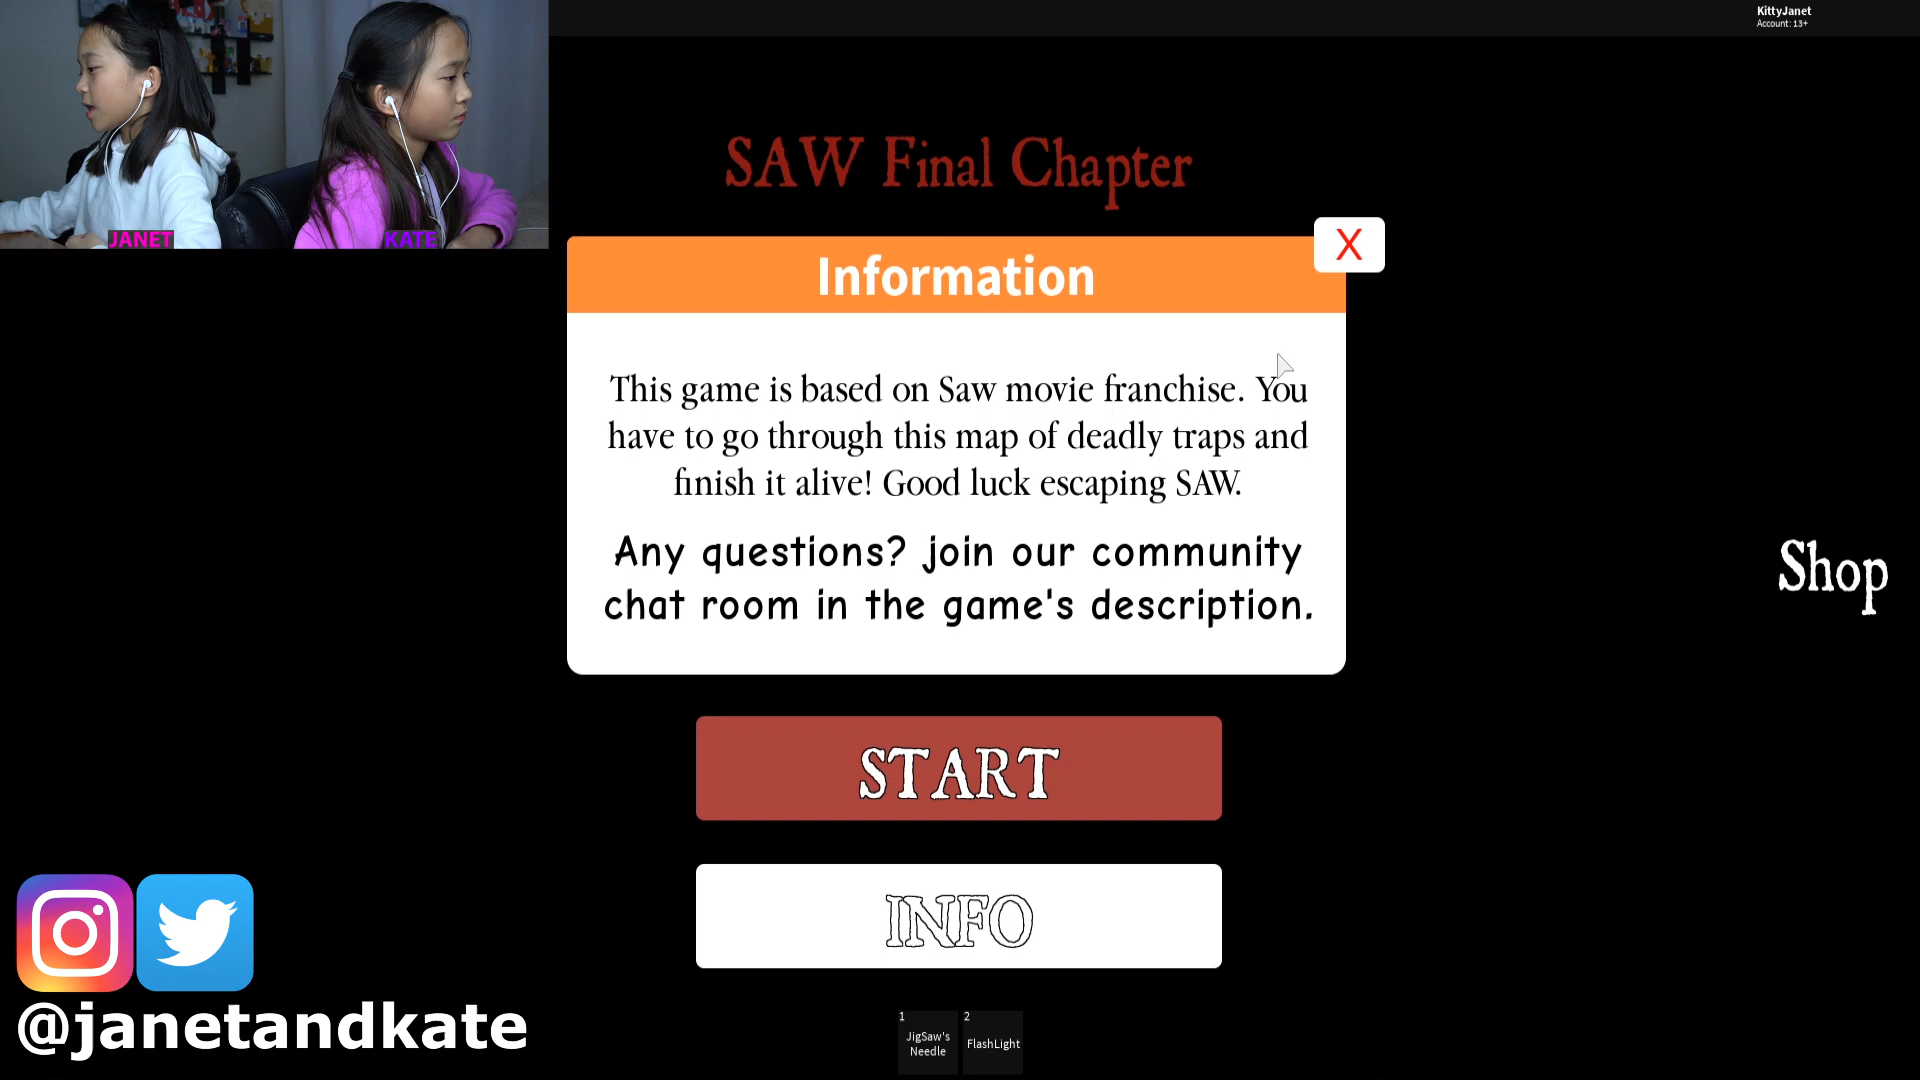 KittyJanet
Account: 13+
JANET
KATE
SAW Final Chapter
X
Information
This game is based on Saw movie franchise. You
have to go through this map of deadly traps and
finish it alive! Good luck escaping SAW.
Any questions? join our community
chat room in the game's description.
Shop
START
INFO
@janetandkate
1
JigSaw's
Needle
2
FlashLight